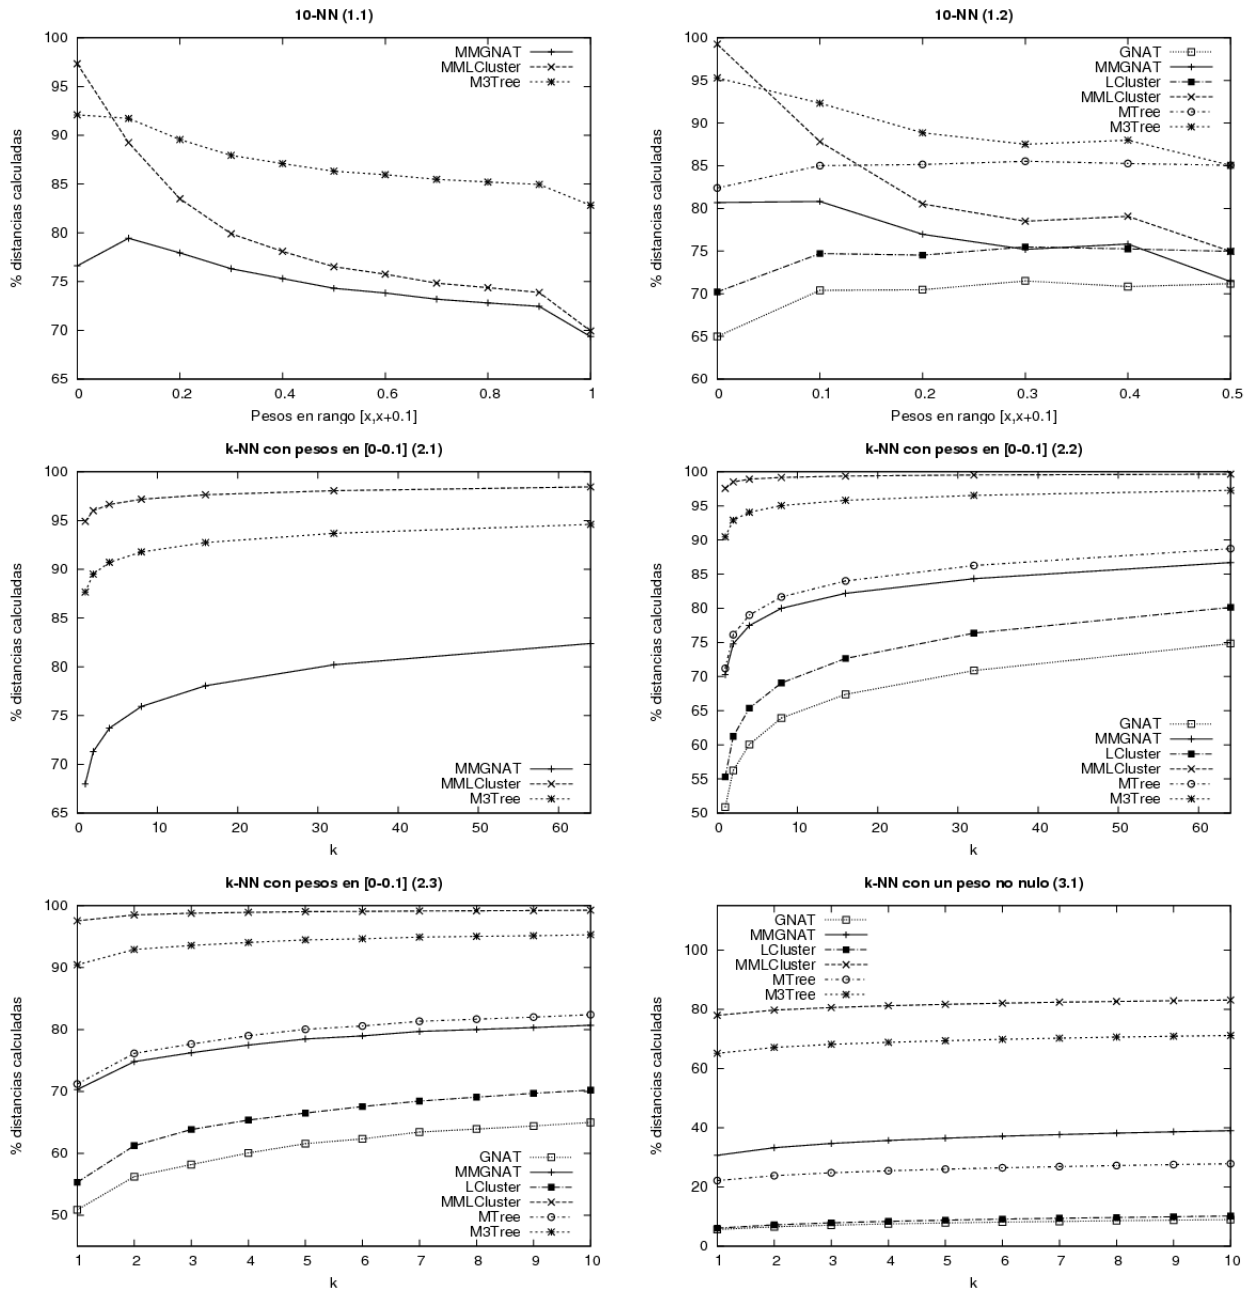 10-NN (1.1)
% distancias calculadas
100
95
90
85
80
75
70
65
MMGNAT
MMLCluster
M3Tree
0
0.2
0.4
0.6
0.8
1
Pesos en rango [x,x+0.1]
10-NN (1.2)
% distancias calculadas
100
95
90
85
80
75
70
65
60
GNAT
MMGNAT
LCluster
MMLCluster
MTree
M3Tree
0
0.1
0.2
0.3
0.4
0.5
Pesos en rango [x,x+0.1]
k-NN con pesos en [0-0.1] (2.1)
% distancias calculadas
100
95
90
85
80
75
70
65
MMGNAT
MMLCluster
M3Tree
0
10
20
30
40
50
60
k
k-NN con pesos en [0-0.1] (2.2)
% distancias calculadas
100
95
90
85
80
75
70
65
60
55
50
GNAT
MMGNAT
LCluster
MMLCluster
MTree
M3Tree
0
10
20
30
40
50
60
k
k-NN con pesos en [0-0.1] (2.3)
% distancias calculadas
100
90
80
70
60
50
GNAT
MMGNAT
LCluster
MMLCluster
MTree
M3Tree
1
2
3
4
5
6
7
8
9
10
k
k-NN con un peso no nulo (3.1)
% distancias calculadas
100
80
60
40
20
0
GNAT
MMGNAT
LCluster
MMLCluster
MTree
M3Tree
1
2
3
4
5
6
7
8
9
10
k